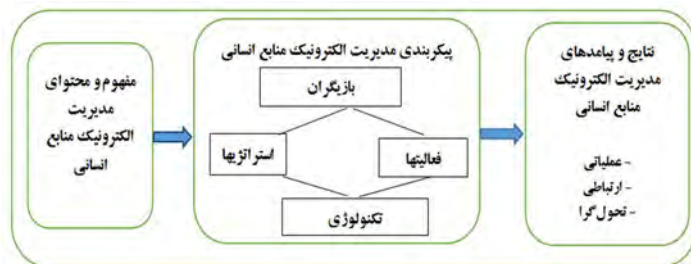 مفهوم و محتوای
مدیریت
الکترونیک منابع
انسانی
پیکربندی مدیریت الکترونیک منابع انسانی
بازیگران
فعالیتها
استراتژیها
تکنولوژی
نتایج و پیامدهای
مدیریت الکترونیک
منابع انسانی
- عملیاتی
- ارتباطی
- تحول‌گرا